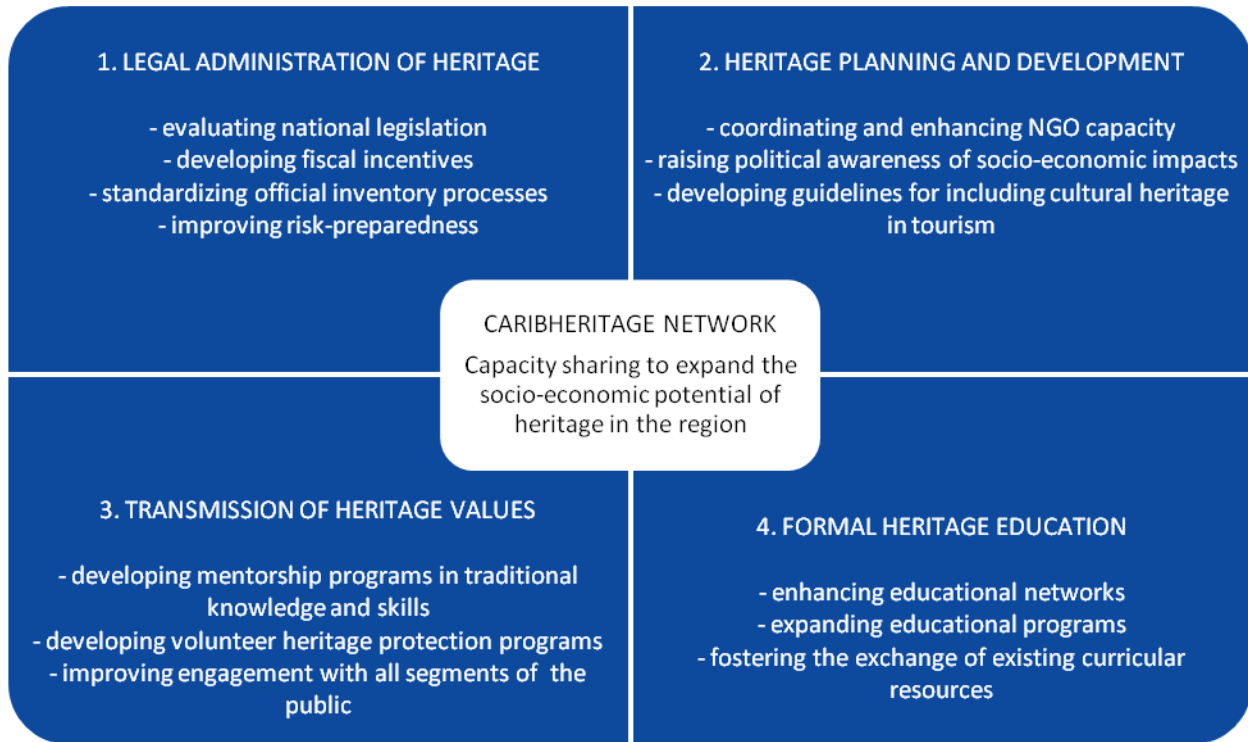 1. LEGAL ADMINISTRATION OF HERITAGE
- evaluating national legislation
- developing fiscal incentives
- standardizing official inventory processes
- improving risk-preparedness
2. HERITAGE PLANNING AND DEVELOPMENT
- coordinating and enhancing NGO capacity
- raising political awareness of socio-economic impacts
- developing guidelines for including cultural heritage
in tourism
CARIBHERITAGE NETWORK
Capacity sharing to expand the
socio-economic potential of
heritage in the region
3. TRANSMISSION OF HERITAGE VALUES
- developing mentorship programs in traditional
knowledge and skills
- developing volunteer heritage protection programs
- improving engagement with all segments of the
public
4. FORMAL HERITAGE EDUCATION
- enhancing educational networks
- expanding educational programs
- fostering the exchange of existing curricular
resources